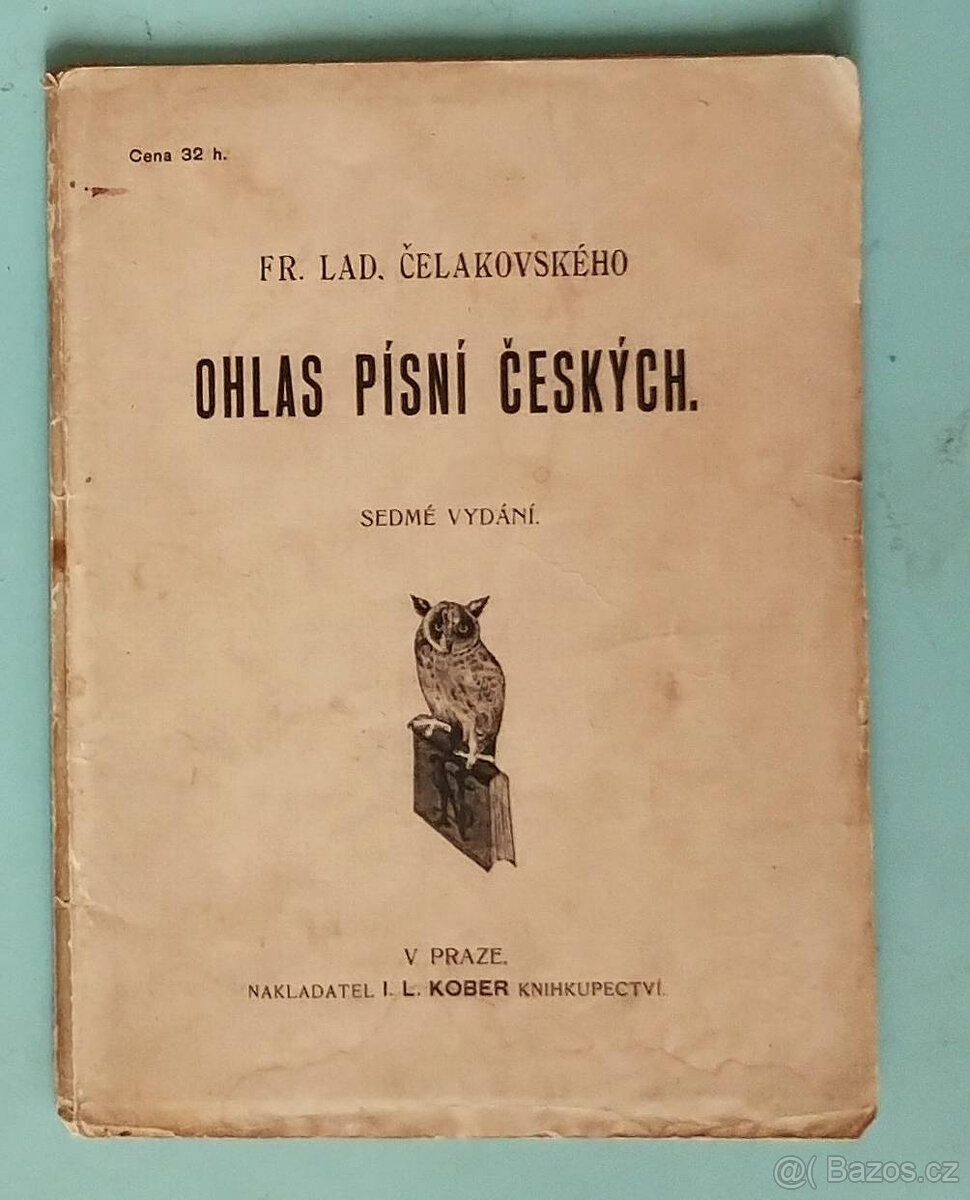 Cena 32 h.
FR. LAD. ČELAKOVSKÉHO
OHLAS PÍSNÍ ČESKÝCH.
SEDMÉ VYDÁNÍ.
V PRAZE.
NAKLADATEL I. L. KOBER KNIHKUPECTVÍ.
@( Bazos.cz